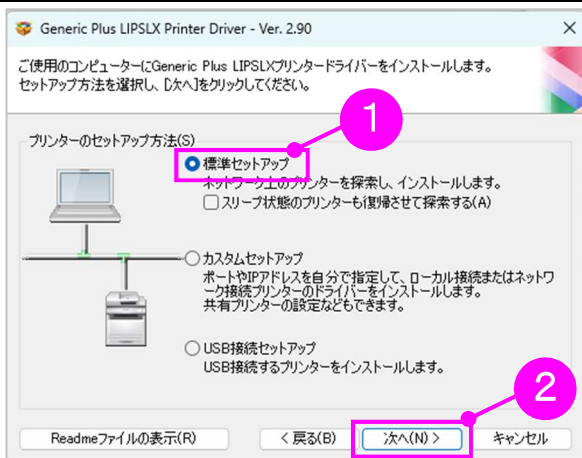 Generic Plus LIPSLX Printer Driver - Ver. 2.90
ご使用のコンピューターにGeneric Plus LIPSLXプリンタードライバーをインストールします。
セットアップ方法を選択し、[次へ]をクリックしてください。
1
プリンターのセットアップ方法(S)
標準セットアップ
ネットワーク上のプリンターを探索し、インストールします。
スリープ状態のプリンターも復帰させて探索する(A)
カスタムセットアップ
ポートやIPアドレスを自分で指定して、ローカル接続またはネットワ
ーク接続プリンターのドライバーをインストールします。
共有プリンターの設定などもできます。
USB接続セットアップ
USB接続するプリンターをインストールします。
2
Readmeファイルの表示(R)
< 戻る(B)
次へ(N) >
キャンセル